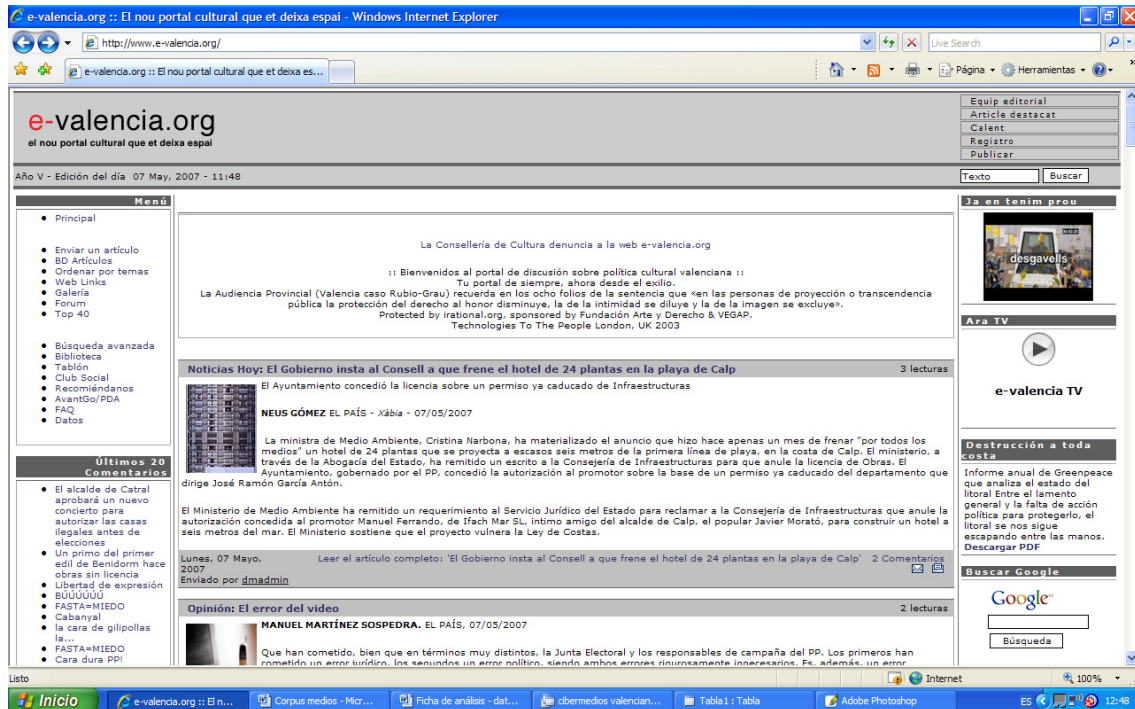 e-valencia.org :: El nou portal cultural que et deixa espai - Windows Internet Explorer
http://www.e-valencia.org/
Live Search
e-valencia.org :: El nou portal cultural que et deixa es...
Página
Herramientas
e-valencia.org
el nou portal cultural que et deixa espai
Equip editorial
Article destacat
Calent
Registro
Publicar
Año V - Edición del día 07 May, 2007 - 11:48
Texto
Buscar
Menú
Principal
Enviar un artículo
BD Artículos
Ordenar por temas
Web Links
Galería
Forum
Top 40
Búsqueda avanzada
Biblioteca
Tablón
Club Social
Recomiéndanos
AvantGo/PDA
FAQ
Datos
Últimos 20
Comentarios
El alcalde de Catral
aprobará un nuevo
concierto para
autorizar las casas
ilegales antes de
elecciones
Un primo del primer
edil de Benidorm hace
obras sin licencia
Libertad de expresión
BÚÚÚÚÚÚ
FASTA=MIEDO
Cabanyal
la cara de gilipollas
la...
FASTA=MIEDO
Cara dura PP!
La Consellería de Cultura denuncia a la web e-valencia.org
:: Bienvenidos al portal de discusión sobre política cultural valenciana ::
Tu portal de siempre, ahora desde el exilio.
La Audiencia Provincial (Valencia caso Rubio-Grau) recuerda en los ocho folios de la sentencia que «en las personas de proyección o transcendencia
pública la protección del derecho al honor disminuye, la de la intimidad se diluye y la de la imagen se excluye».
Protected by irational.org, sponsored by Fundación Arte y Derecho & VEGAP.
Technologies To The People London, UK 2003
Noticias Hoy: El Gobierno insta al Consell a que frene el hotel de 24 plantas en la playa de Calp
3 lecturas
El Ayuntamiento concedió la licencia sobre un permiso ya caducado de Infraestructuras
NEUS GÓMEZ EL PAÍS - Xàbia - 07/05/2007
La ministra de Medio Ambiente, Cristina Narbona, ha materializado el anuncio que hizo hace apenas un mes de frenar "por todos los
medios" un hotel de 24 plantas que se proyecta a escasos seis metros de la primera línea de playa, en la costa de Calp. El ministerio, a
través de la Abogacía del Estado, ha remitido un escrito a la Consejería de Infraestructuras para que anule la licencia de Obras. El
Ayuntamiento, gobernado por el PP, concedió la autorización al promotor sobre la base de un permiso ya caducado del departamento que
dirige José Ramón García Antón.
El Ministerio de Medio Ambiente ha remitido un requerimiento al Servicio Jurídico del Estado para reclamar a la Consejería de Infraestructuras que anule la
autorización concedida al promotor Manuel Ferrando, de Ifach Mar SL, intimo amigo del alcalde de Calp, el popular Javier Morató, para construir un hotel a
seis metros del mar. El Ministerio sostiene que el proyecto vulnera la Ley de Costas.
Lunes, 07 Mayo,
2007
Enviado por dmadmin
Leer el artículo completo: 'El Gobierno insta al Consell a que frene el hotel de 24 plantas en la playa de Calp'
2 Comentarios
Opinión: El error del video
2 lecturas
MANUEL MARTÍNEZ SOSPEDRA. EL PAÍS, 07/05/2007
Que han cometido, bien que en términos muy distintos, la Junta Electoral y los responsables de campaña del PP. Los primeros han
cometido un error jurídico, los segundos un error político, siendo ambos errores rigurosamente innecesarios. Es, además, un error
Ja en tenim prou
desgavells
Ara TV
e-valencia TV
Destrucción a toda
costa
Informe anual de Greenpeace
que analiza el estado del
litoral Entre el lamento
general y la falta de acción
política para protegerlo, el
litoral se nos sigue
escapando entre las manos.
Descargar PDF
Buscar Google
Google
Búsqueda
Listo
Internet
100%
Inicio
e-valencia.org :: El n...
Corpus medios - Micr...
Ficha de análisis - dat...
cibermedios valencian...
Tabla1 : Tabla
Adobe Photoshop
ES
12:48